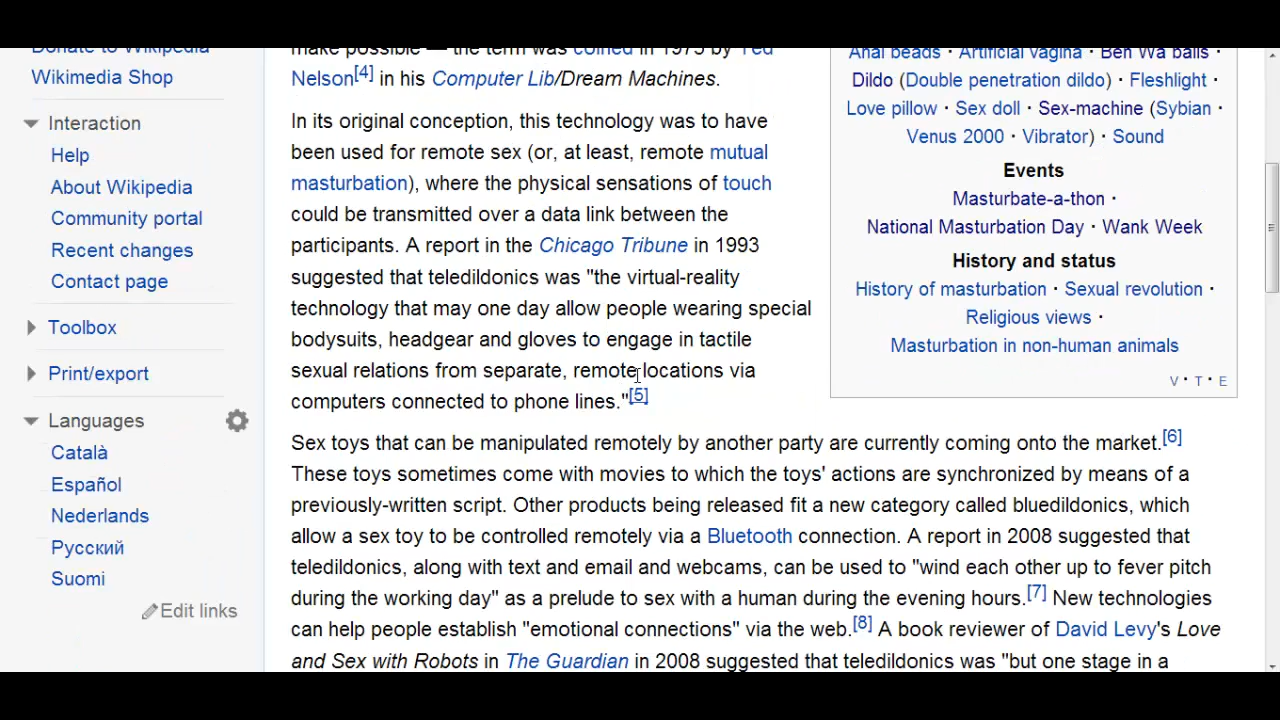 Donate to Wikipedia
Wikimedia Shop
Interaction
Help
About Wikipedia
Community portal
Recent changes
Contact page
Toolbox
Print/export
Languages
Català
Español
Nederlands
Русский
Suomi
Edit links
make possible — the term was coined in 1975 by Ted
Nelson[4] in his Computer Lib/Dream Machines.
In its original conception, this technology was to have
been used for remote sex (or, at least, remote mutual
masturbation), where the physical sensations of touch
could be transmitted over a data link between the
participants. A report in the Chicago Tribune in 1993
suggested that teledildonics was "the virtual-reality
technology that may one day allow people wearing special
bodysuits, headgear and gloves to engage in tactile
sexual relations from separate, remote locations via
computers connected to phone lines."[5]
Sex toys that can be manipulated remotely by another party are currently coming onto the market.[6]
These toys sometimes come with movies to which the toys' actions are synchronized by means of a
previously-written script. Other products being released fit a new category called bluedildonics, which
allow a sex toy to be controlled remotely via a Bluetooth connection. A report in 2008 suggested that
teledildonics, along with text and email and webcams, can be used to "wind each other up to fever pitch
during the working day" as a prelude to sex with a human during the evening hours.[7] New technologies
can help people establish "emotional connections" via the web.[8] A book reviewer of David Levy's Love
and Sex with Robots in The Guardian in 2008 suggested that teledildonics was "but one stage in a
Anal beads · Artificial vagina · Ben Wa balls ·
Dildo (Double penetration dildo) · Fleshlight ·
Love pillow · Sex doll · Sex-machine (Sybian ·
Venus 2000 · Vibrator) · Sound
Events
Masturbate-a-thon ·
National Masturbation Day · Wank Week
History and status
History of masturbation · Sexual revolution ·
Religious views ·
Masturbation in non-human animals
V · T · E